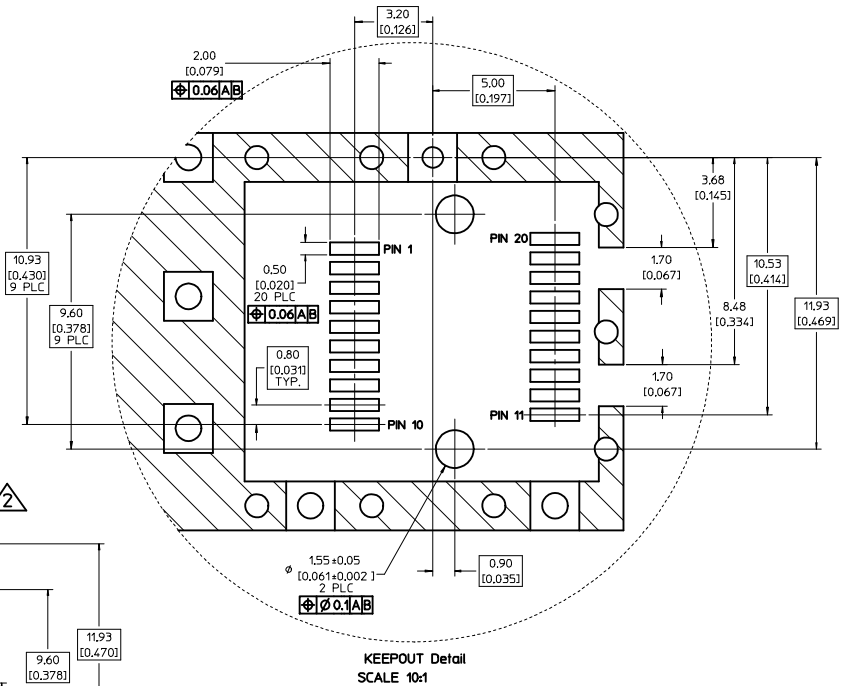 3.20
[0.126]
2.00
[0.079]
⌖ 0.06 A B
5.00
[0.197]
3.68
[0.145]
PIN 1
PIN 20
10.93
[0.430]
9 PLC
0.50
[0.020]
20 PLC
⌖ 0.06 A B
1.70
[0.067]
10.53
[0.414]
9.60
[0.378]
9 PLC
8.48
[0.334]
11.93
[0.469]
0.80
[0.031]
TYP.
1.70
[0.067]
PIN 10
PIN 11
2
⌀ 1.55±0.05
[0.061±0.002 ]
2 PLC
⌖ ⌀ 0.1 A B
0.90
[0.035]
11.93
[0.470]
9.60
[0.378]
KEEPOUT Detail
SCALE 10:1